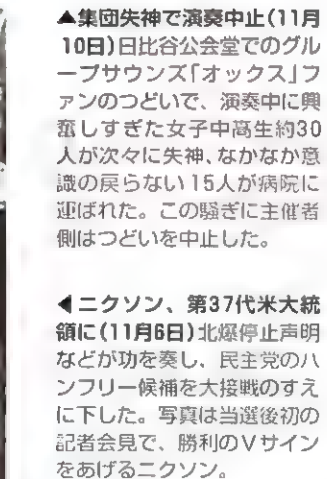 ▲集団失神で演奏中止(11月
10日)日比谷公会堂でのグル
ープサウンズ「オックス」フ
ァンのつどいで、演奏中に興
奮しすぎた女子中高生約30
人が次々に失神、なかなか意
識の戻らない15人が病院に
運ばれた。この騒ぎに主催者
側はつどいを中止した。
◀ニクソン、第37代米大統
領に(11月6日)北爆停止声明
などが功を奏し、民主党のハ
ンフリー候補を大接戦のすえ
に下した。写真は当選後初の
記者会見で、勝利のVサイン
をあげるニクソン。